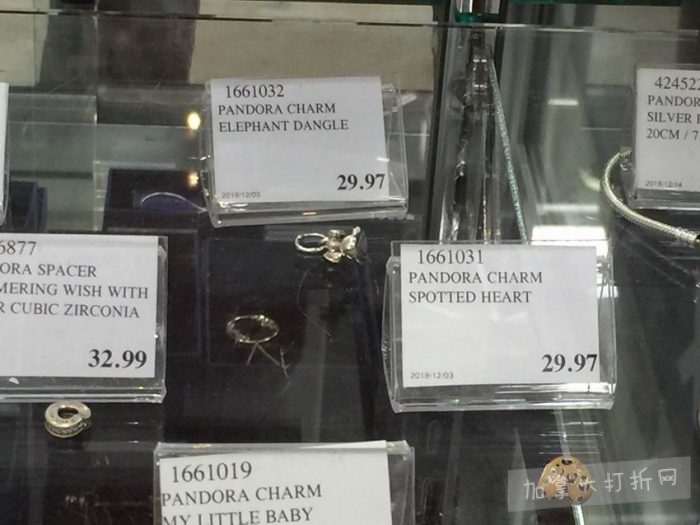 1661032
PANDORA CHARM
ELEPHANT DANGLE
29.97
2018/12/03
42452
PANDOR
SILVER
20CM / 7
2018/12/04
6877
ORA SPACER
MERING WISH WITH
R CUBIC ZIRCONIA
32.99
1661031
PANDORA CHARM
SPOTTED HEART
29.97
2018/12/03
1661019
PANDORA CHARM
MY LITTLE BABY
加拿大打折网